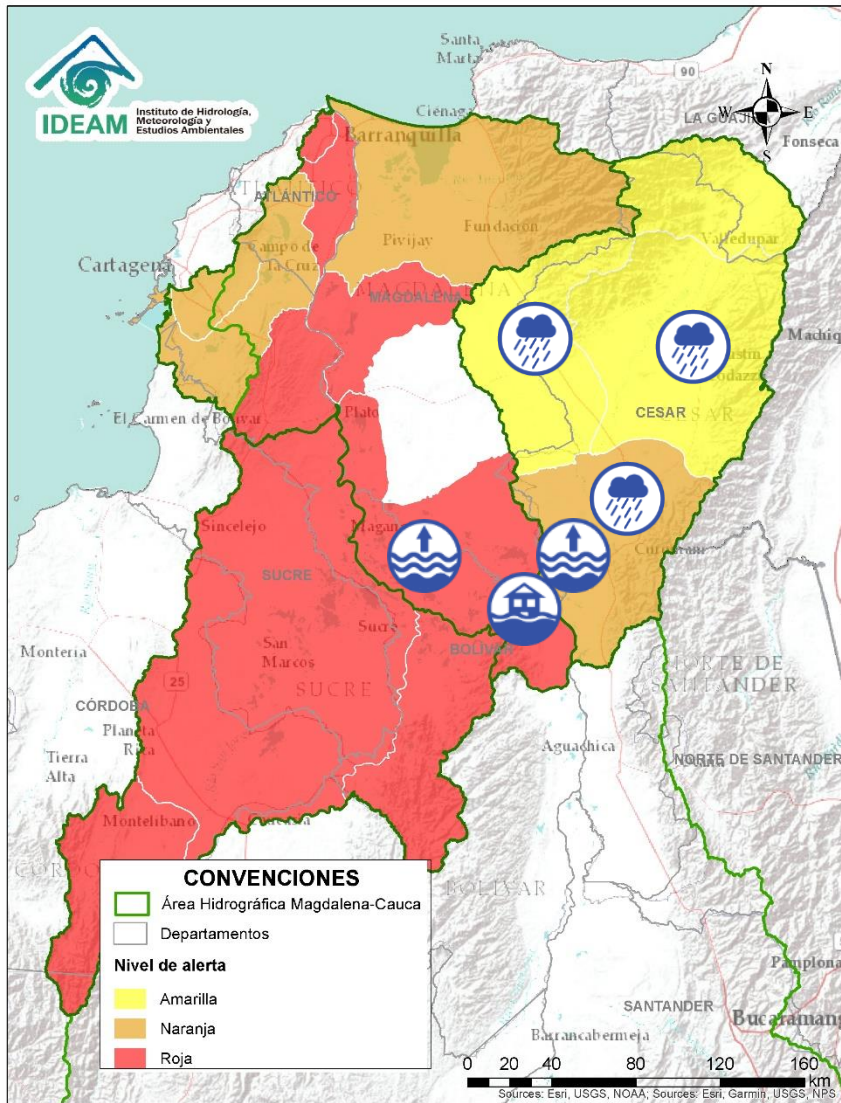 IDEAM
Instituto de Hidrología,
Meteorología y
Estudios Ambientales
Santa
Marta
90
N
W
E
S
LA GUAJI
Fonseca
Ciénaga
Barranquilla
ATLÁNTICO
Valledupar
Campo de
la Cruz
Pivijay
Fundación
Cartagena
MAGDALENA
Machiq
El Carmen de Bolívar
Plato
CESAR
CESAR
Sincelejo
Magang
Curumaní
SUCRE
Montería
San
Marcos
Sucre
BOLÍVAR
SUCRE
NORTE DE
SANTANDER
25
CÓRDOBA
Planeta
Rica
Tierra
Alta
Aguachica
NORTE DE SANTANDER
Montelíbano
BOLÍVAR
CONVENCIONES
Área Hidrográfica Magdalena-Cauca
Departamentos
Nivel de alerta
Amarilla
Naranja
Roja
Pamplona
SANTANDER
Bucaramang
Barrancabermeja
0 20 40 80 120 160
km
Sources: Esri, USGS, NOAA; Sources: Esri, Garmin, USGS, NPS